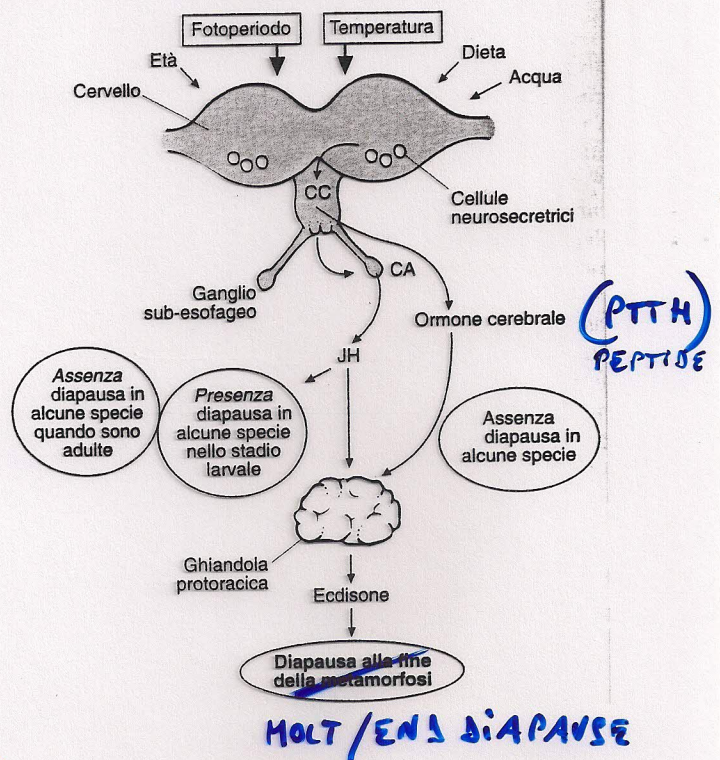 Fotoperiodo
Temperatura
Età
Dieta
Cervello
Acqua
CC
Cellule
neurosecretrici
CA
Ganglio
sub-esofageo
Ormone cerebrale
(PTTH)
PEPTIDE
JH
Assenza
diapausa in
alcune specie
quando sono
adulte
Presenza
diapausa in
alcune specie
nello stadio
larvale
Assenza
diapausa in
alcune specie
Ghiandola
protoracica
Ecdisone
Diapausa alla fine
della metamorfosi
MOLT / END DIAPAUSE